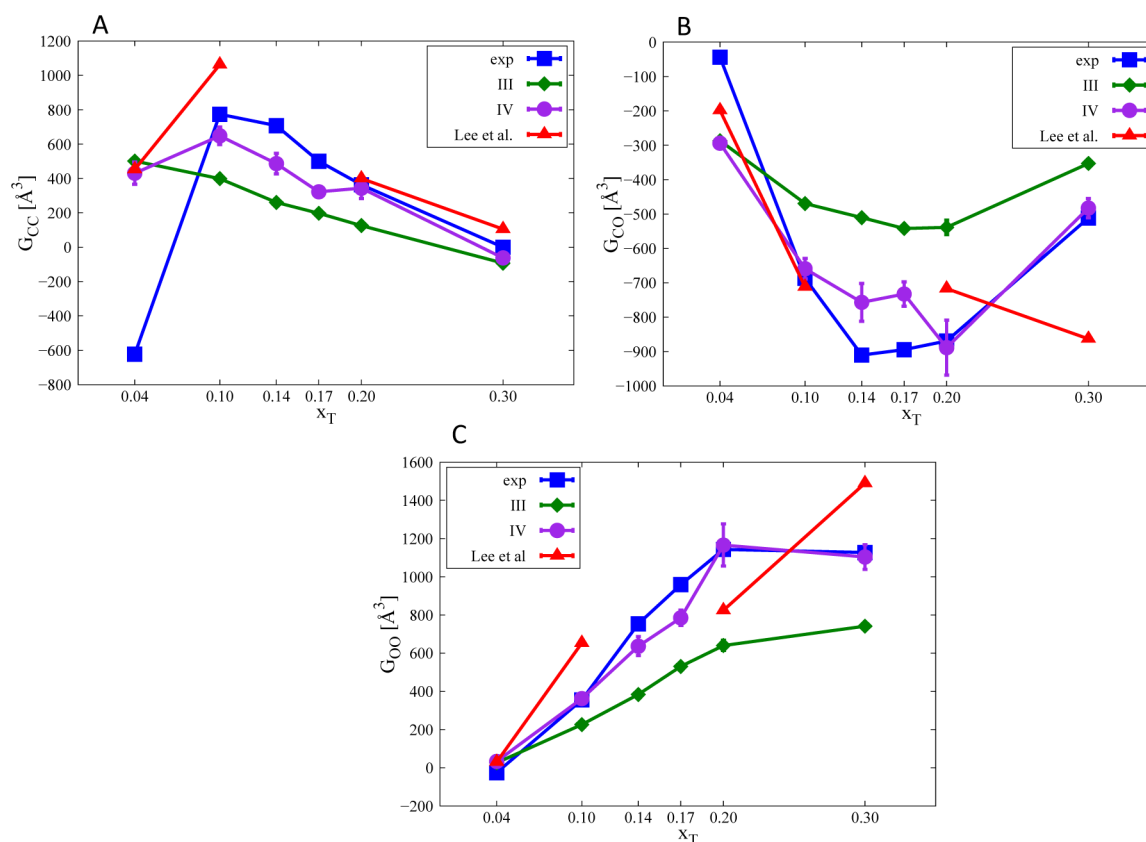 A
G_CC [Å³]
1200
1000
800
600
400
200
0
−200
−400
−600
−800
0.04 0.10 0.14 0.17 0.20 0.30
x_T
exp
III
IV
Lee et al.
B
G_CO [Å³]
0
−100
−200
−300
−400
−500
−600
−700
−800
−900
−1000
0.04 0.10 0.14 0.17 0.20 0.30
x_T
exp
III
IV
Lee et al.
C
G_OO [Å³]
1600
1400
1200
1000
800
600
400
200
0
−200
0.04 0.10 0.14 0.17 0.20 0.30
x_T
exp
III
IV
Lee et al